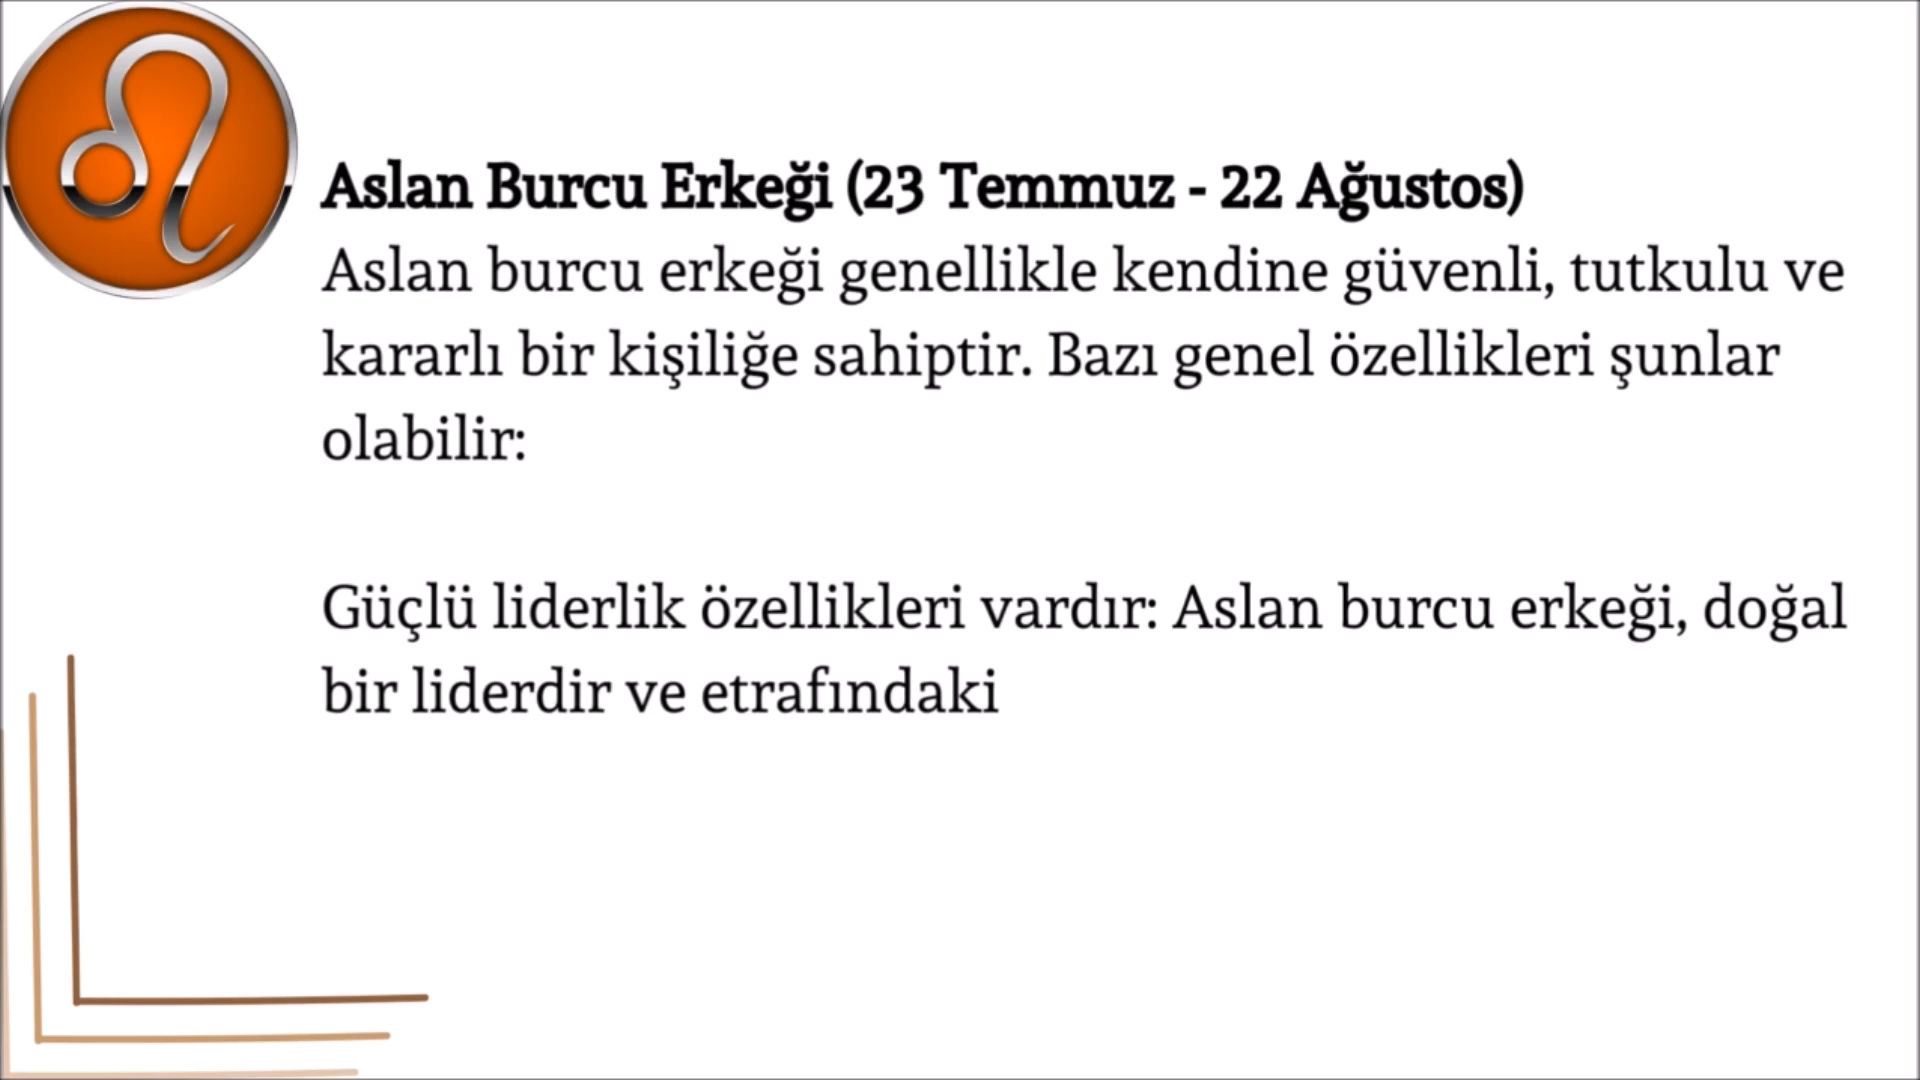 Aslan Burcu Erkeği (23 Temmuz - 22 Ağustos)
Aslan burcu erkeği genellikle kendine güvenli, tutkulu ve
kararlı bir kişiliğe sahiptir. Bazı genel özellikleri şunlar
olabilir:
Güçlü liderlik özellikleri vardır: Aslan burcu erkeği, doğal
bir liderdir ve etrafındaki